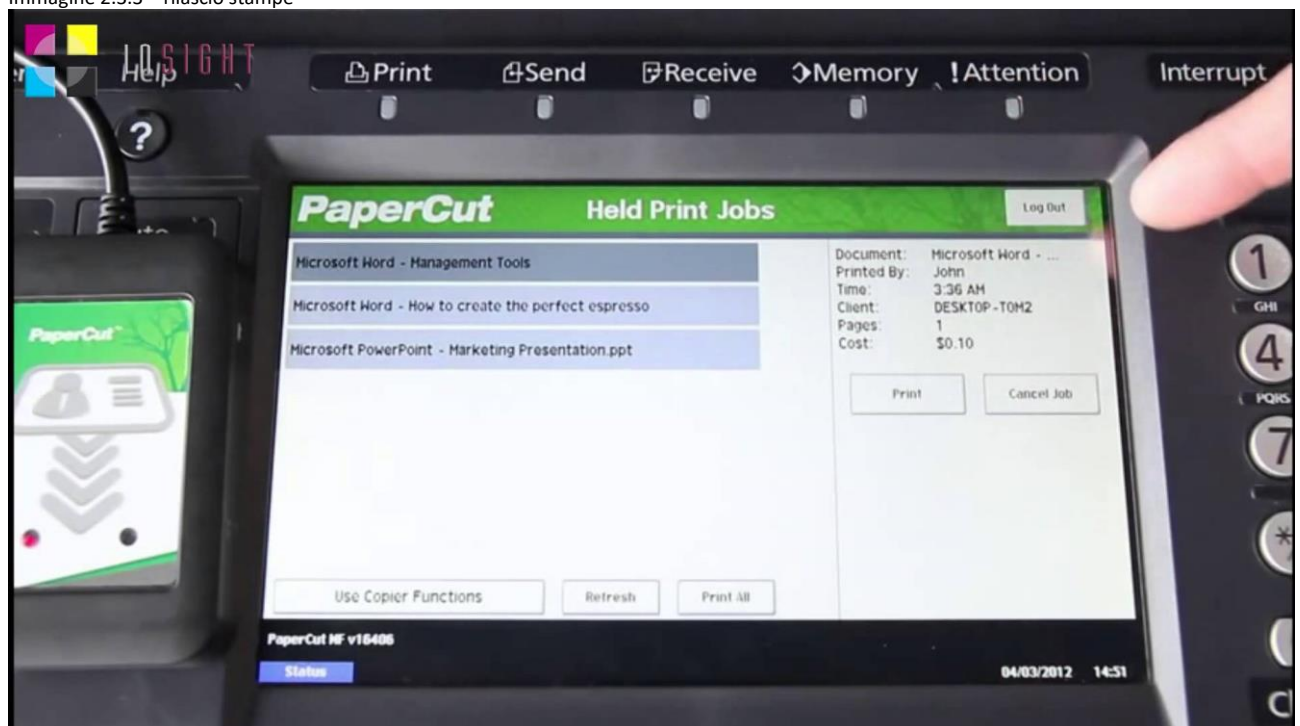 Immagine 2.3.3 – rilascio stampe
LOSIGHT
Help
Print
Send
Receive
Memory
! Attention
Interrupt
?
PaperCut
Held Print Jobs
Log Out
Microsoft Word - Management Tools
Microsoft Word - How to create the perfect espresso
Microsoft PowerPoint - Marketing Presentation.ppt
Document: Microsoft Word - ...
Printed By: John
Time: 3:36 AM
Client: DESKTOP-TOM2
Pages: 1
Cost: $0.10
Print
Cancel Job
Use Copier Functions
Refresh
Print All
PaperCut MF v16406
Status
04/03/2012 14:51
PaperCut
1
GHI
4
PQRS
7
*